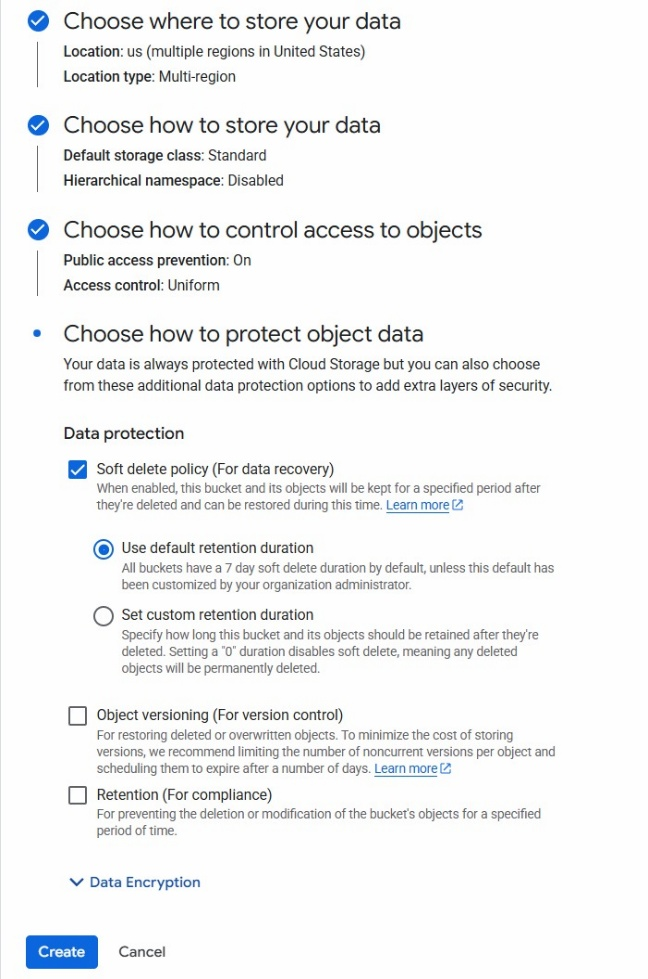 Choose where to store your data
Location: us (multiple regions in United States)
Location type: Multi-region
Choose how to store your data
Default storage class: Standard
Hierarchical namespace: Disabled
Choose how to control access to objects
Public access prevention: On
Access control: Uniform
Choose how to protect object data
Your data is always protected with Cloud Storage but you can also choose
from these additional data protection options to add extra layers of security.
Data protection
Soft delete policy (For data recovery)
When enabled, this bucket and its objects will be kept for a specified period after
they're deleted and can be restored during this time. Learn more
Use default retention duration
All buckets have a 7 day soft delete duration by default, unless this default has
been customized by your organization administrator.
Set custom retention duration
Specify how long this bucket and its objects should be retained after they're
deleted. Setting a "0" duration disables soft delete, meaning any deleted
objects will be permanently deleted.
Object versioning (For version control)
For restoring deleted or overwritten objects. To minimize the cost of storing
versions, we recommend limiting the number of noncurrent versions per object and
scheduling them to expire after a number of days. Learn more
Retention (For compliance)
For preventing the deletion or modification of the bucket's objects for a specified
period of time.
Data Encryption
Create Cancel